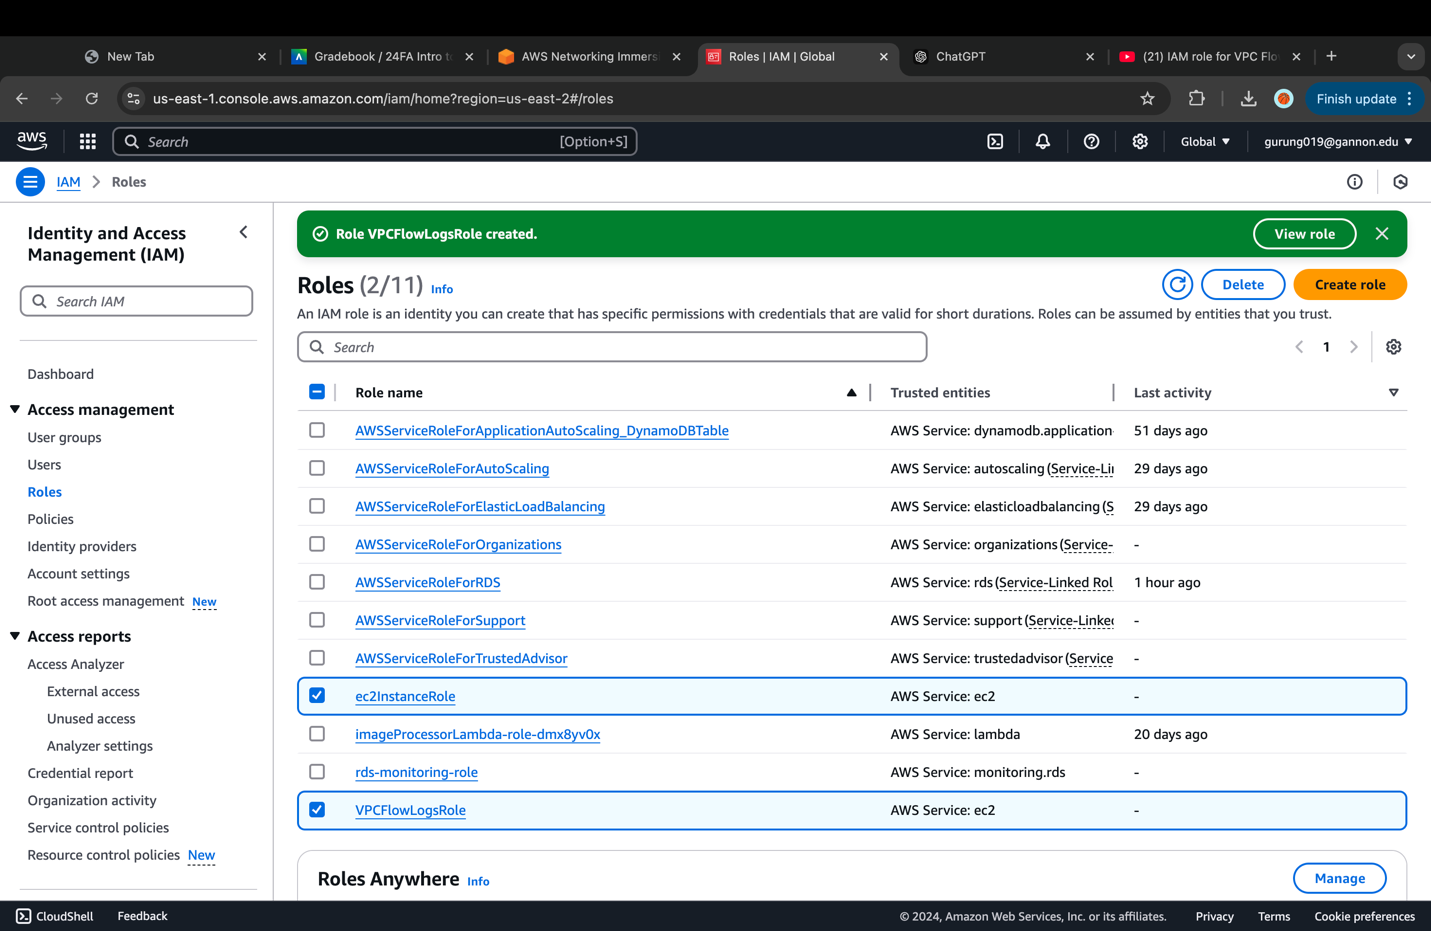 New Tab
Gradebook / 24FA Intro to
AWS Networking Immers
Roles | IAM | Global
ChatGPT
(21) IAM role for VPC Flo
us-east-1.console.aws.amazon.com/iam/home?region=us-east-2#/roles
Finish update
aws
Search
[Option+S]
Global
gurung019@gannon.edu
IAM
Roles
Identity and Access
Management (IAM)
Search IAM
Dashboard
Access management
User groups
Users
Roles
Policies
Identity providers
Account settings
Root access management New
Access reports
Access Analyzer
External access
Unused access
Analyzer settings
Credential report
Organization activity
Service control policies
Resource control policies New
Role VPCFlowLogsRole created.
View role
Roles (2/11) Info
Delete
Create role
An IAM role is an identity you can create that has specific permissions with credentials that are valid for short durations. Roles can be assumed by entities that you trust.
Search
1
Role name Trusted entities Last activity
AWSServiceRoleForApplicationAutoScaling_DynamoDBTable AWS Service: dynamodb.application- 51 days ago
AWSServiceRoleForAutoScaling AWS Service: autoscaling (Service-Li 29 days ago
AWSServiceRoleForElasticLoadBalancing AWS Service: elasticloadbalancing (S 29 days ago
AWSServiceRoleForOrganizations AWS Service: organizations (Service- -
AWSServiceRoleForRDS AWS Service: rds (Service-Linked Rol 1 hour ago
AWSServiceRoleForSupport AWS Service: support (Service-Linke -
AWSServiceRoleForTrustedAdvisor AWS Service: trustedadvisor (Service -
ec2InstanceRole AWS Service: ec2 -
imageProcessorLambda-role-dmx8yv0x AWS Service: lambda 20 days ago
rds-monitoring-role AWS Service: monitoring.rds -
VPCFlowLogsRole AWS Service: ec2 -
Roles Anywhere Info
Manage
CloudShell
Feedback
© 2024, Amazon Web Services, Inc. or its affiliates.
Privacy
Terms
Cookie preferences